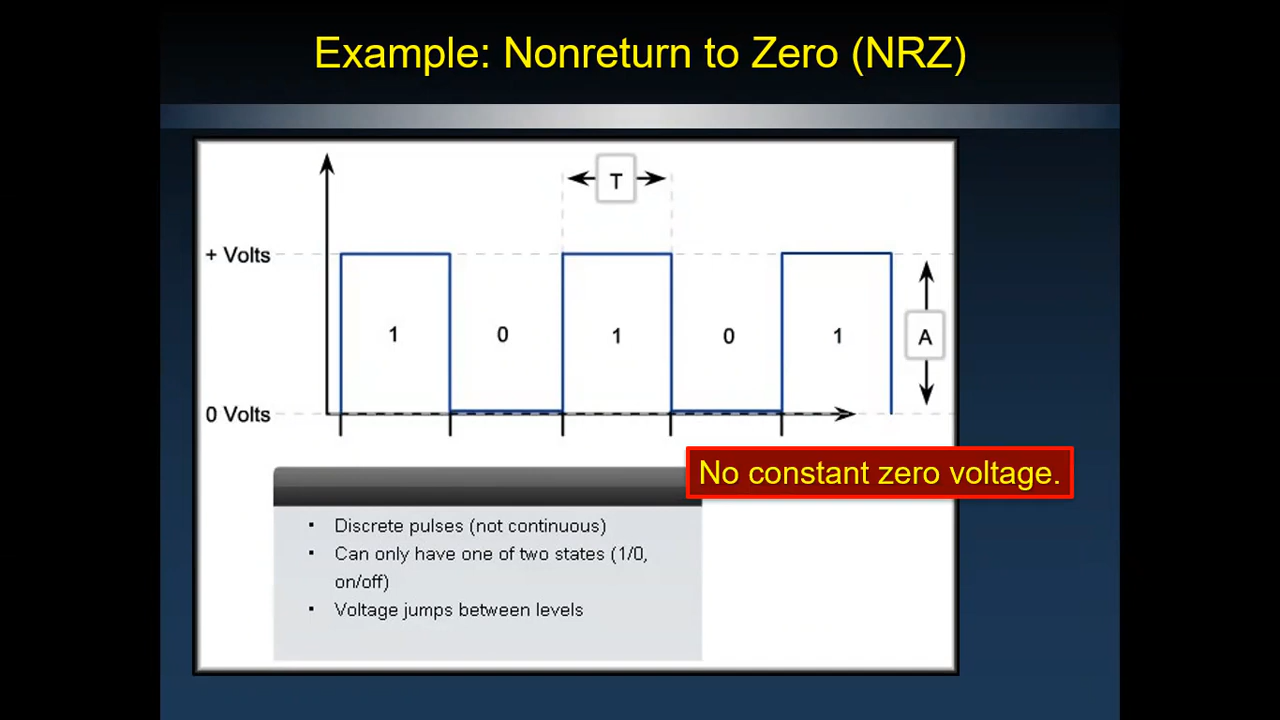 Example: Nonreturn to Zero (NRZ)
T
+ Volts
1 0 1 0 1
A
0 Volts
No constant zero voltage.
▪ Discrete pulses (not continuous)
▪ Can only have one of two states (1/0,
on/off)
▪ Voltage jumps between levels